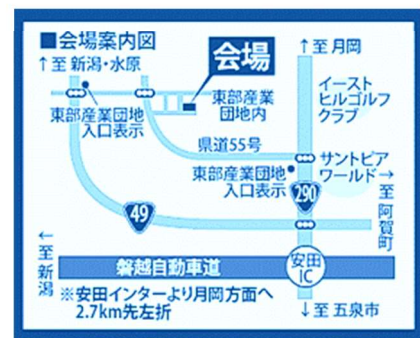 ■会場案内図
↑至 新潟・水原
会場
↑至 月岡
東部産業団地
入口表示
東部産業
団地内
イースト
ヒルゴルフ
クラブ
県道55号
東部産業団地
入口表示
サントピア
ワールド
→至 阿賀町
49
290
←至 新潟
磐越自動車道
安田
IC
※安田インターより月岡方面へ
2.7km先左折
↓至 五泉市